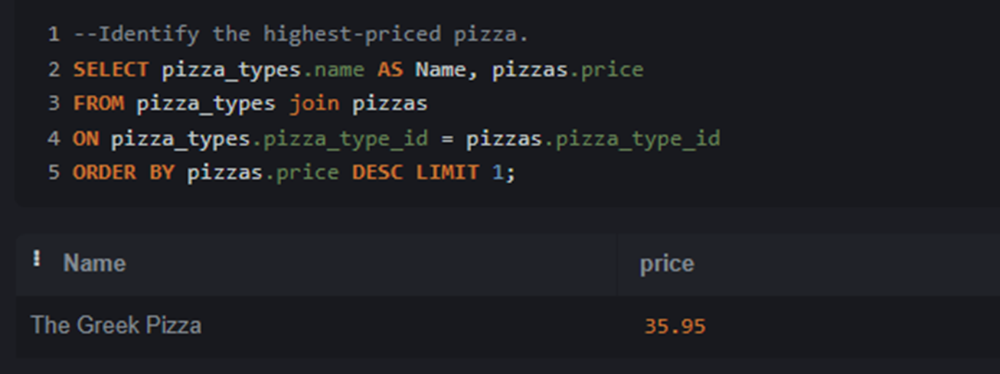 1 --Identify the highest-priced pizza.
2 SELECT pizza_types.name AS Name, pizzas.price
3 FROM pizza_types join pizzas
4 ON pizza_types.pizza_type_id = pizzas.pizza_type_id
5 ORDER BY pizzas.price DESC LIMIT 1;
Name price
The Greek Pizza 35.95